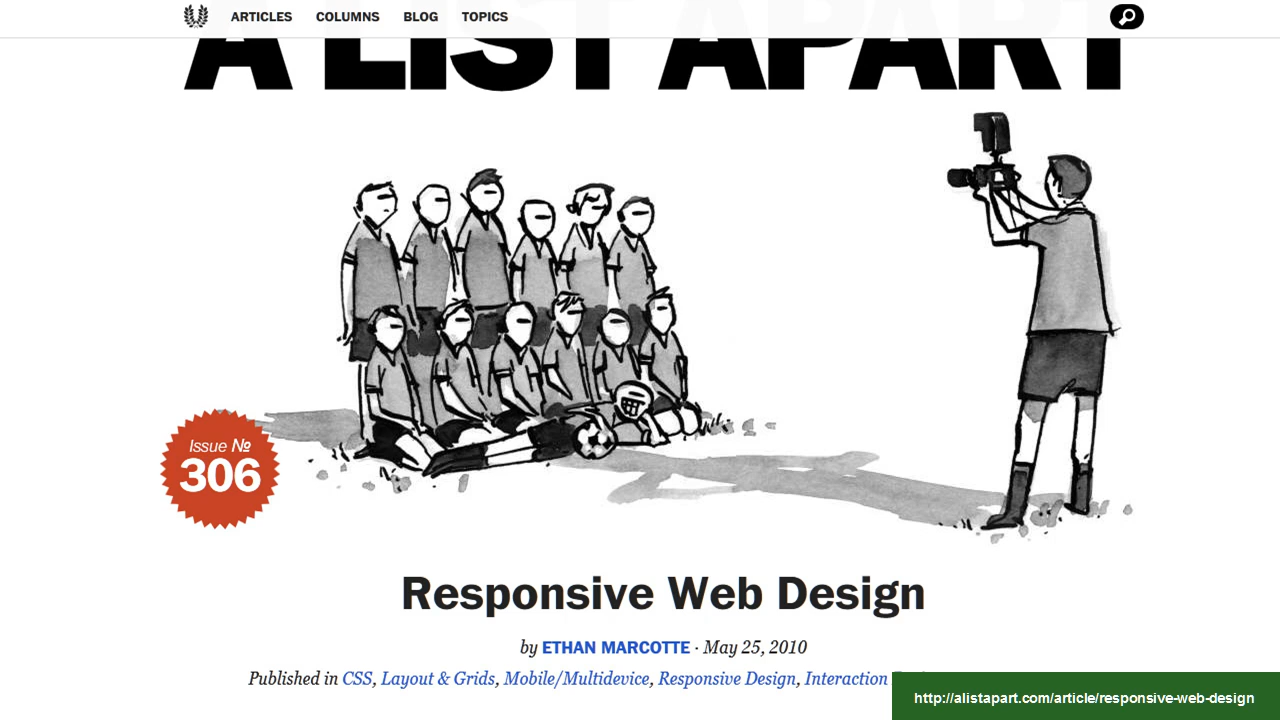 ARTICLES COLUMNS BLOG TOPICS
A LIST APART
Issue №
306
Responsive Web Design
by ETHAN MARCOTTE · May 25, 2010
Published in CSS, Layout & Grids, Mobile/Multidevice, Responsive Design, Interaction
http://alistapart.com/article/responsive-web-design